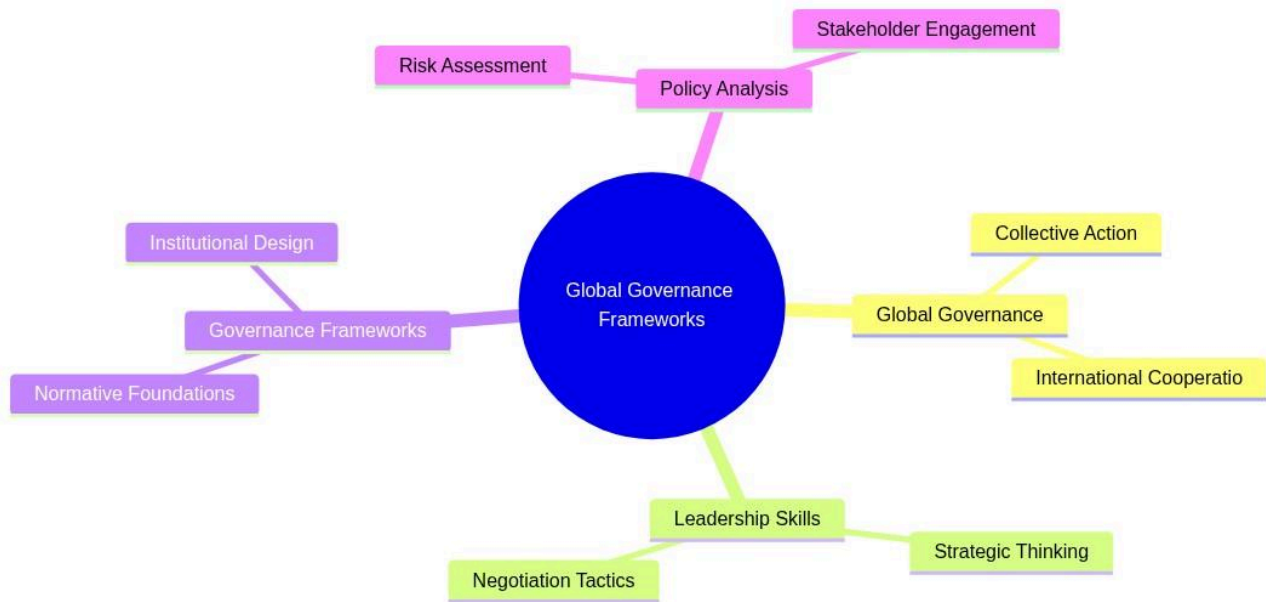 Stakeholder Engagement
Risk Assessment
Policy Analysis
Institutional Design
Governance Frameworks
Normative Foundations
Global Governance
Frameworks
Collective Action
Global Governance
International Cooperatio
Leadership Skills
Strategic Thinking
Negotiation Tactics